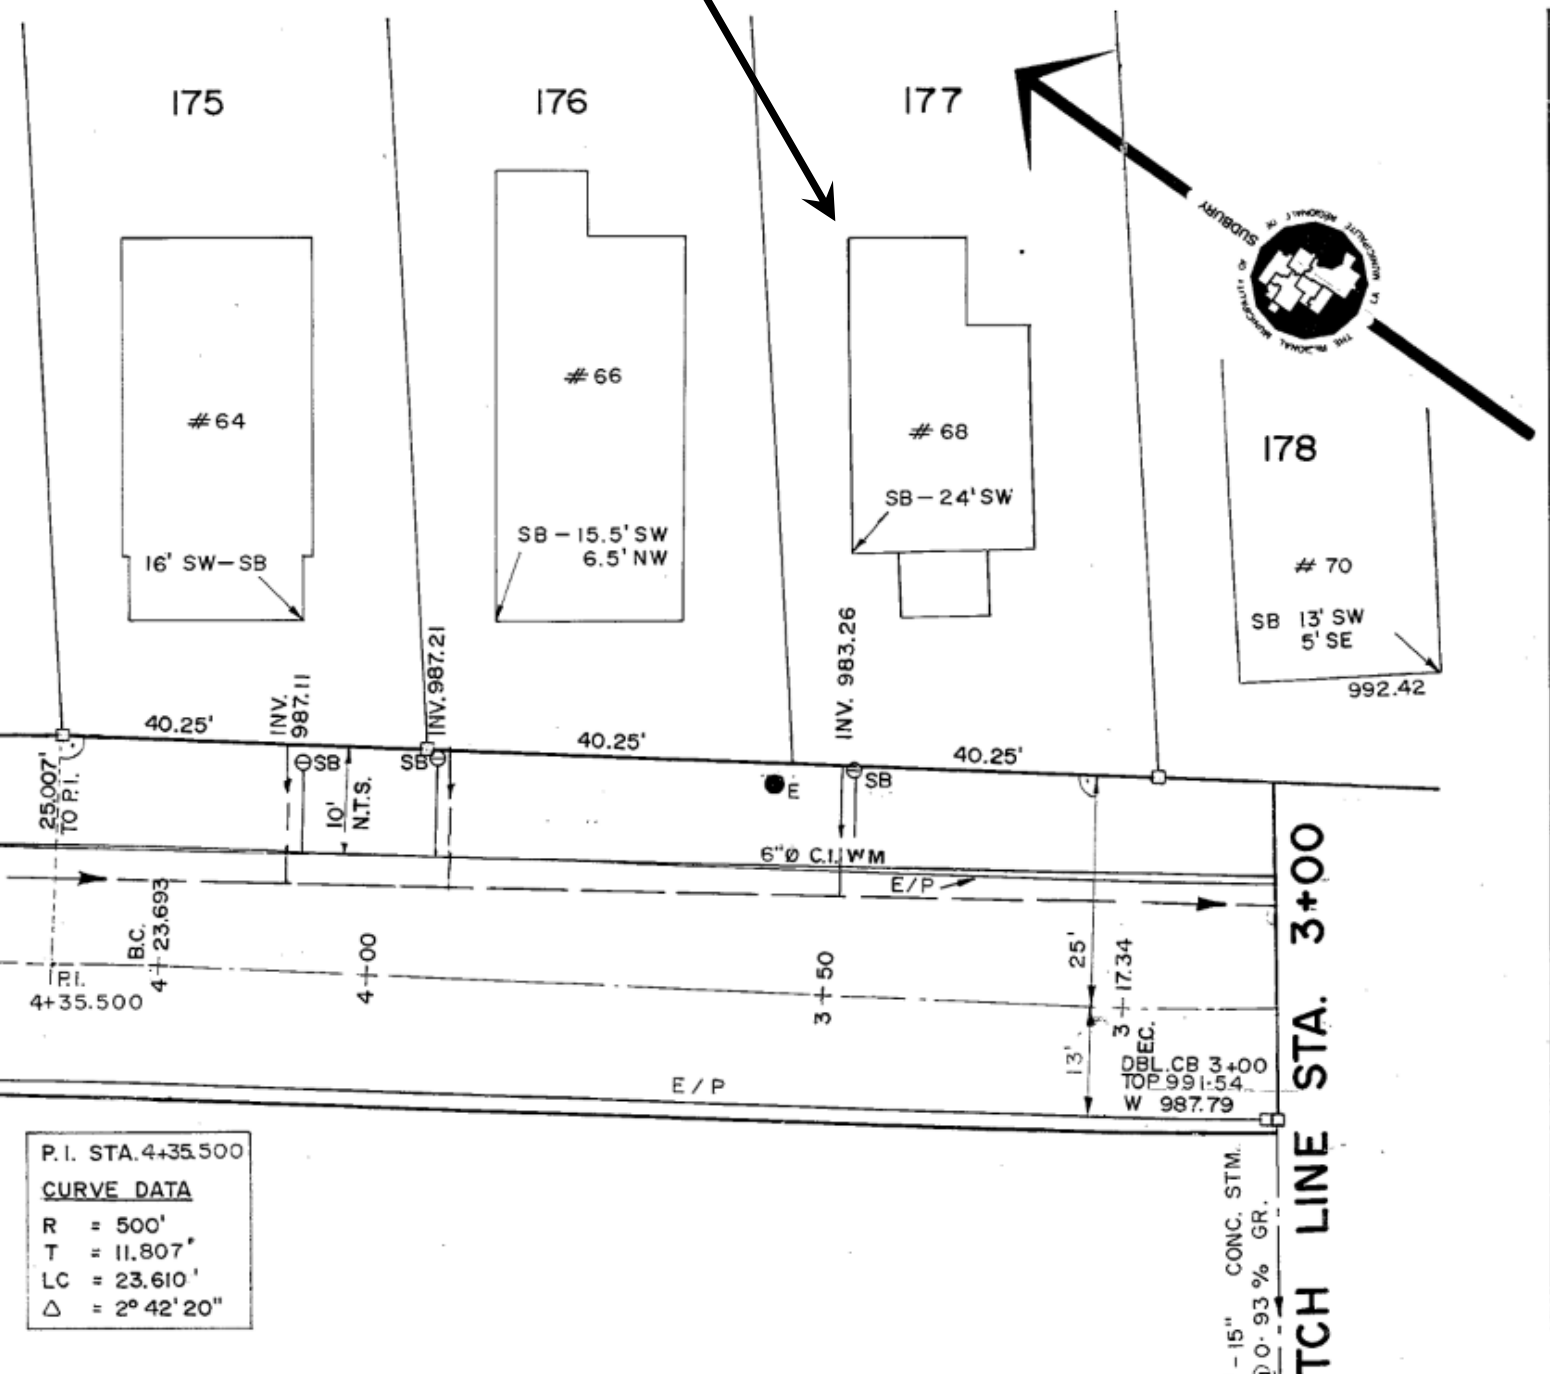 175
176
177
178
SUDBURY
# 64
# 66
# 68
# 70
16' SW-SB
SB - 15.5' SW
6.5' NW
SB - 24' SW
SB 13' SW
5' SE
992.42
INV.
987.11
INV. 987.21
INV. 983.26
40.25'
40.25'
40.25'
25.007'
TO P.I.
SB
SB
SB
E
10'
N.T.S.
6"Ø C.I. WM
E/P
B.C.
4 23.693
P.I.
4+35.500
4+00
3 50
25'
13'
3 17.34
E.C.
DBL.CB 3+00
TOP 991.54
W 987.79
E/P
STA. 3+00
TCH LINE
P.I. STA. 4+35.500
CURVE DATA
R = 500'
T = 11.807'
LC = 23.610'
△ = 2° 42' 20"
-15" CONC. STM.
0.93 % GR.